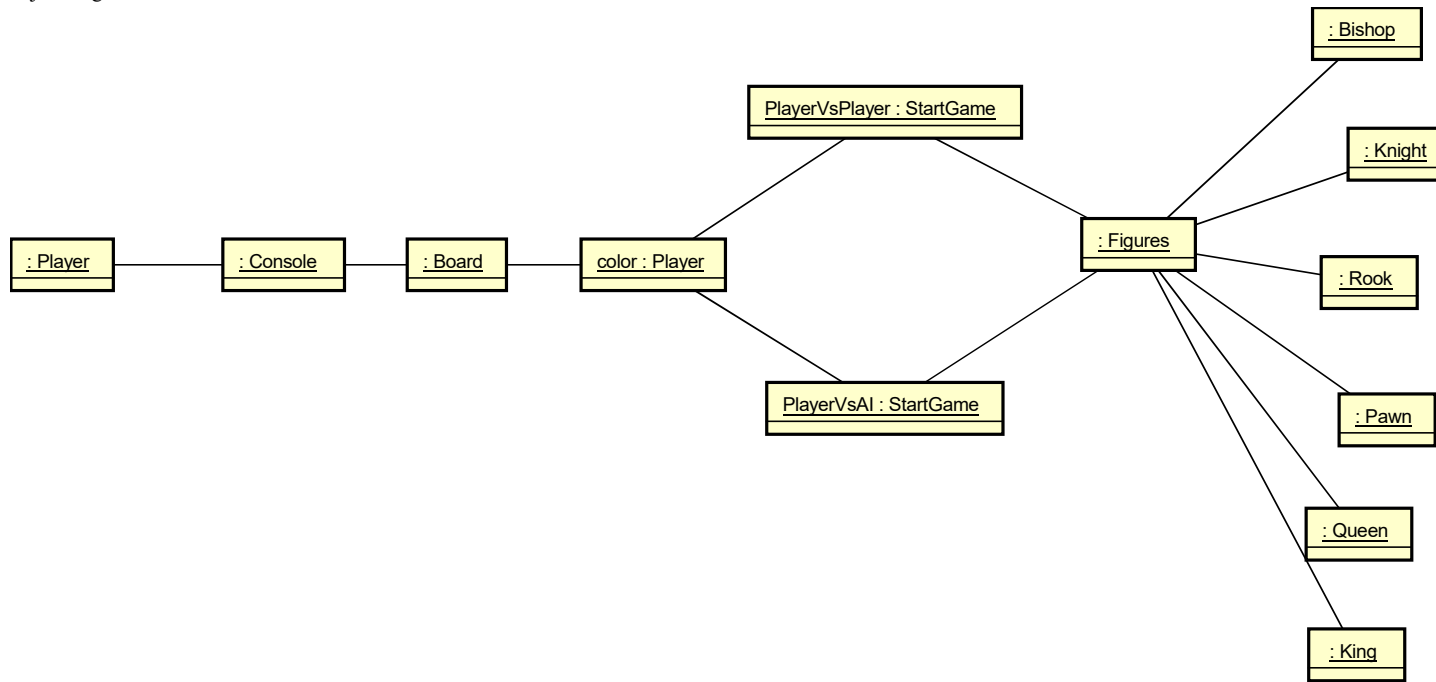 : Bishop
PlayerVsPlayer : StartGame
: Knight
: Player
: Console
: Board
color : Player
: Figures
: Rook
PlayerVsAI : StartGame
: Pawn
: Queen
: King